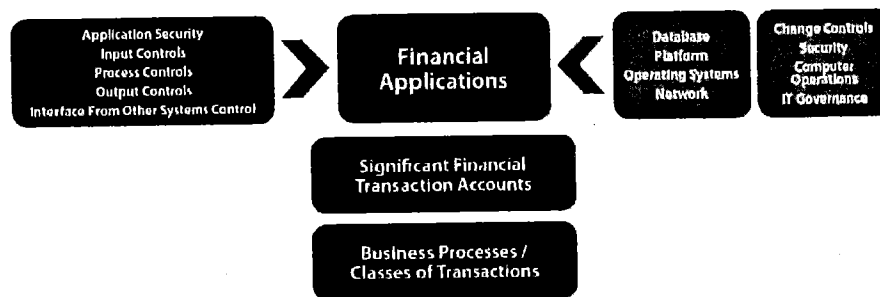 Application Security
Input Controls
Process Controls
Output Controls
Interface From Other Systems Control
Financial
Applications
Database
Platform
Operating Systems
Network
Change Controls
Security
Computer
Operations
IT Governance
Significant Financial
Transaction Accounts
Business Processes /
Classes of Transactions